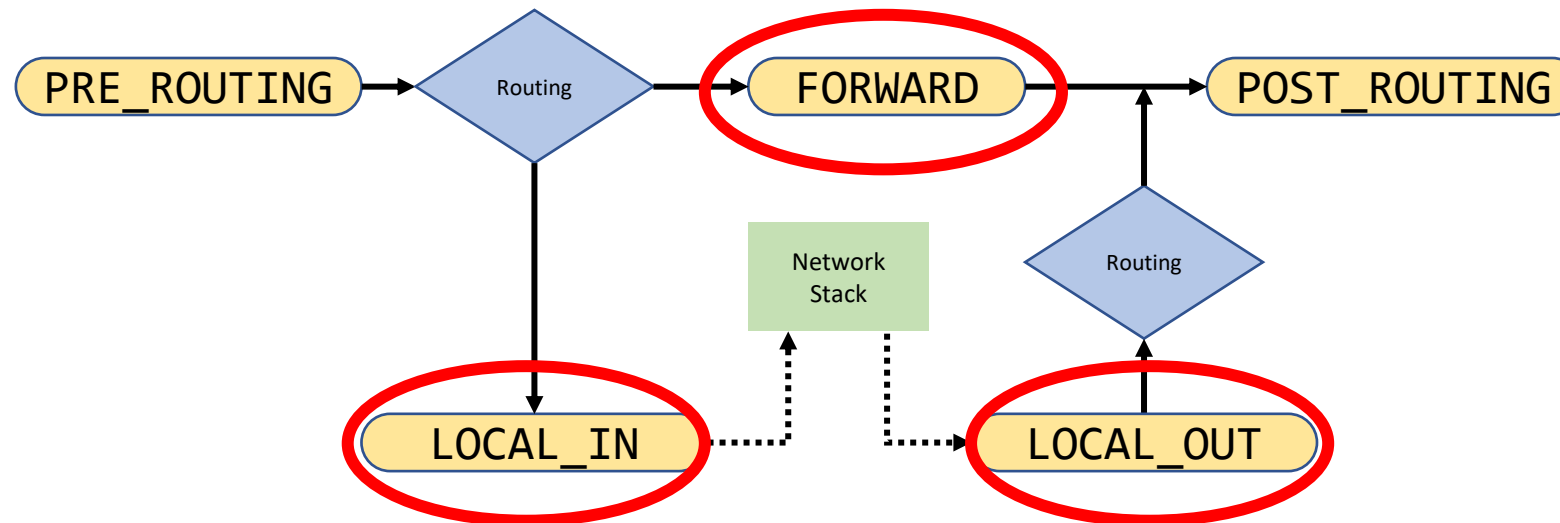 PRE_ROUTING
Routing
FORWARD
POST_ROUTING
Network
Stack
Routing
LOCAL_IN
LOCAL_OUT